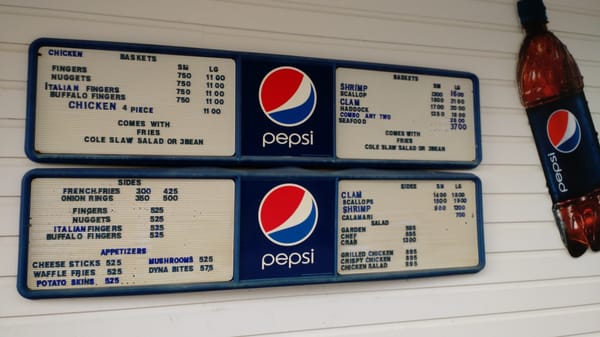 CHICKEN
BASKETS
SM LG
FINGERS 750 1100
NUGGETS 750 1100
ITALIAN FINGERS 750 1100
BUFFALO FINGERS 750 1100
CHICKEN 4 PIECE 1100
COMES WITH
FRIES
COLE SLAW SALAD OR 3BEAN
pepsi
BASKETS
SM LG
SHRIMP
SCALLOP
CLAM
HADDOCK
COMBO ANY TWO
SEAFOOD 3700
COMES WITH
FRIES
COLE SLAW SALAD OR 3BEAN
SIDES
FRENCH FRIES 300 425
ONION RINGS 350 500
FINGERS 525
NUGGETS 525
ITALIAN FINGERS 525
BUFFALO FINGERS 525
APPETIZERS
CHEESE STICKS 525
WAFFLE FRIES 525
POTATO SKINS 525
MUSHROOMS 525
DYNA BITES 575
pepsi
SIDES
SM LG
CLAM
SCALLOPS
SHRIMP
CALAMARI
SALAD
GARDEN
CHEF
CRAB
GRILLED CHICKEN
CRISPY CHICKEN
CHICKEN SALAD
pepsi